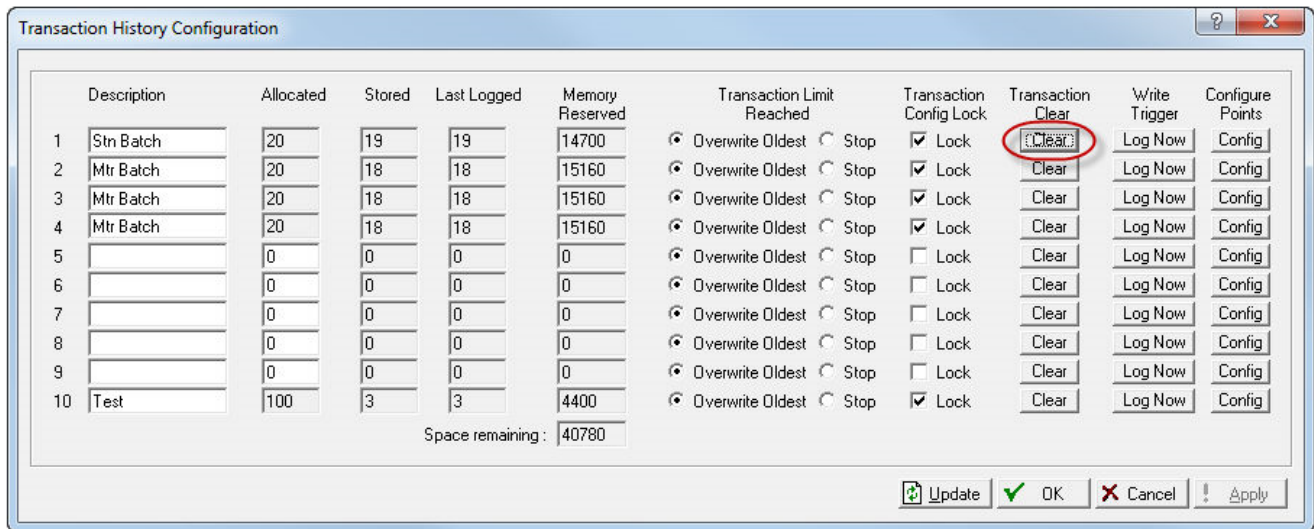 Transaction History Configuration
Description Allocated Stored Last Logged Memory Reserved Transaction Limit Reached Transaction Config Lock Transaction Clear Write Trigger Configure Points
1 Stn Batch 20 19 19 14700 Overwrite Oldest Stop Lock Clear Log Now Config
2 Mtr Batch 20 18 18 15160 Overwrite Oldest Stop Lock Clear Log Now Config
3 Mtr Batch 20 18 18 15160 Overwrite Oldest Stop Lock Clear Log Now Config
4 Mtr Batch 20 18 18 15160 Overwrite Oldest Stop Lock Clear Log Now Config
5 0 0 0 0 Overwrite Oldest Stop Lock Clear Log Now Config
6 0 0 0 0 Overwrite Oldest Stop Lock Clear Log Now Config
7 0 0 0 0 Overwrite Oldest Stop Lock Clear Log Now Config
8 0 0 0 0 Overwrite Oldest Stop Lock Clear Log Now Config
9 0 0 0 0 Overwrite Oldest Stop Lock Clear Log Now Config
10 Test 100 3 3 4400 Overwrite Oldest Stop Lock Clear Log Now Config
Space remaining : 40780
Update OK Cancel ! Apply